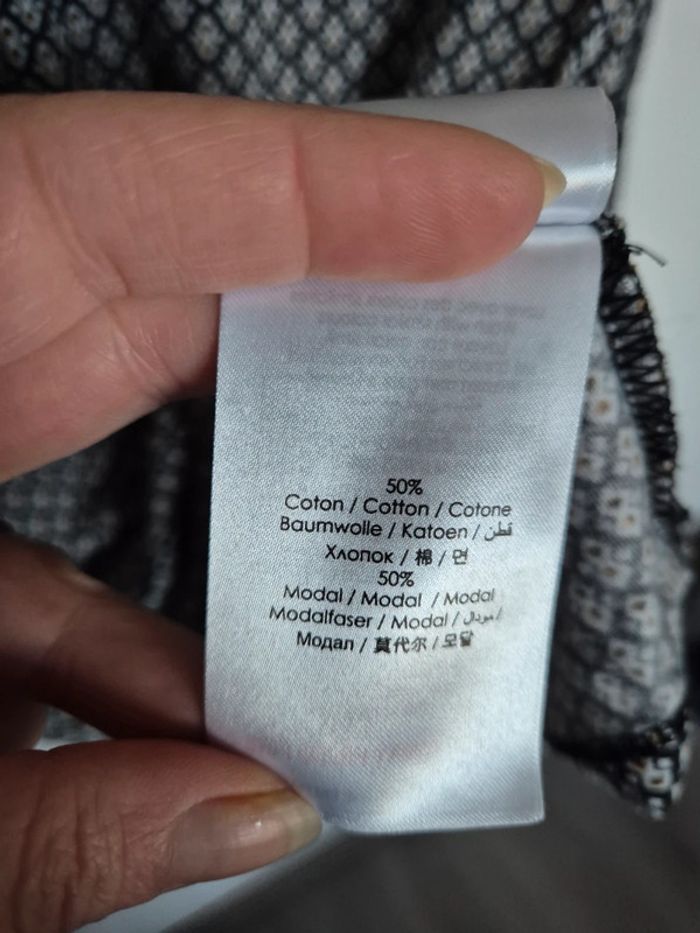 50%
Coton / Cotton / Cotone
Baumwolle / Katoen / قطن
Хлопок / 棉 / 면
50%
Modal / Modal / Modal
Modalfaser / Modal / مودال /
Модал / 莫代尔 / 모달